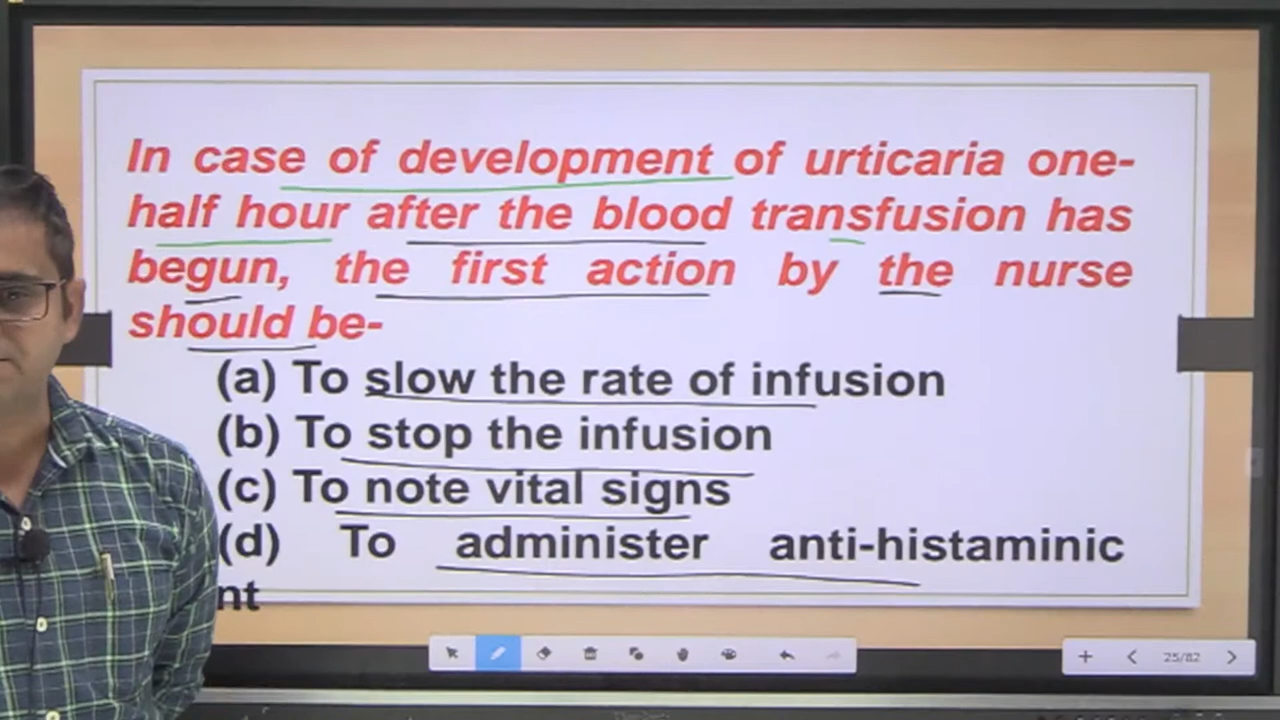 In case of development of urticaria one-
half hour after the blood transfusion has
begun, the first action by the nurse
should be-
(a) To slow the rate of infusion
(b) To stop the infusion
(c) To note vital signs
(d) To administer anti-histaminic
nt
25/82